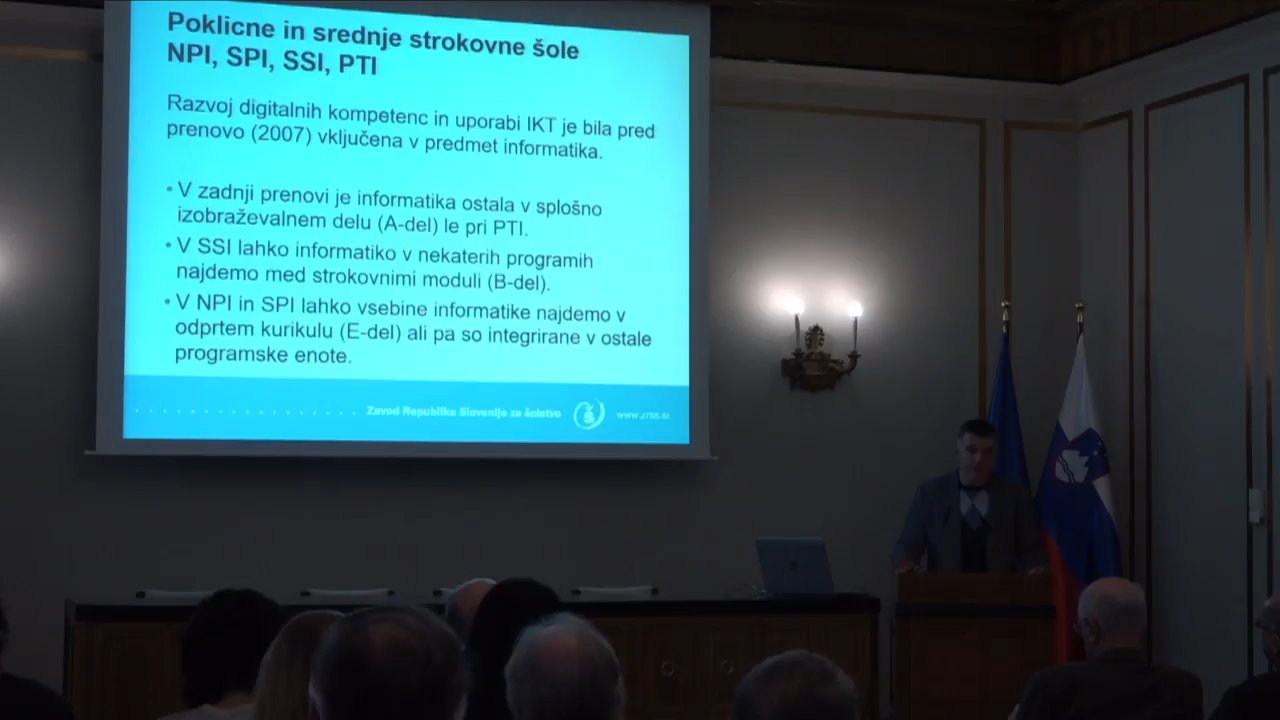 Poklicne in srednje strokovne šole
NPI, SPI, SSI, PTI
Razvoj digitalnih kompetenc in uporabi IKT je bila pred
prenovo (2007) vključena v predmet informatika.
• V zadnji prenovi je informatika ostala v splošno
izobraževalnem delu (A-del) le pri PTI.
• V SSI lahko informatiko v nekaterih programih
najdemo med strokovnimi moduli (B-del).
• V NPI in SPI lahko vsebine informatike najdemo v
odprtem kurikulu (E-del) ali pa so integrirane v ostale
programske enote.
Zavod Republike Slovenije za šolstvo
www.zrss.si